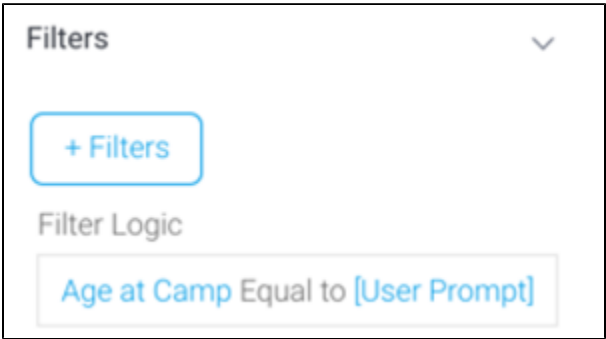 Filters
+ Filters
Filter Logic
Age at Camp Equal to [User Prompt]